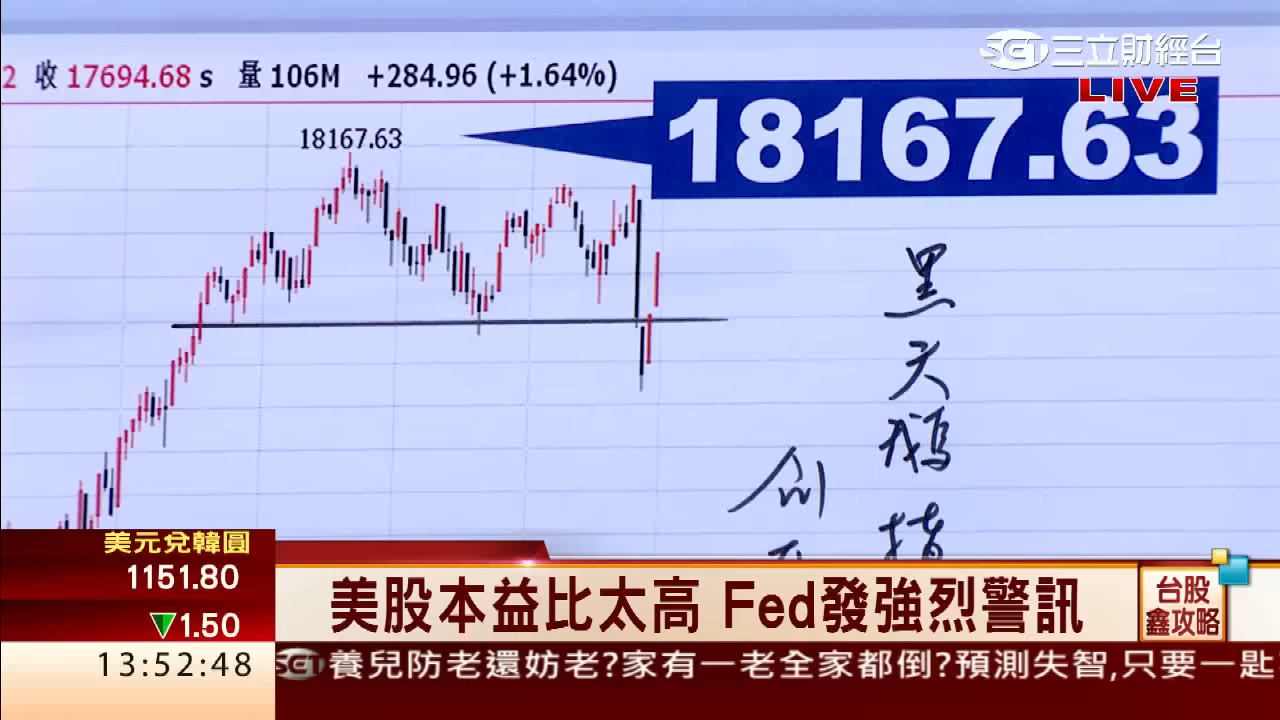 SET 三立財經台
LIVE
2 收 17694.68 s 量 106M +284.96 (+1.64%)
18167.63
18167.63
黑天鵝
創
美元兌韓圓
1151.80
▼1.50
13:52:48
美股本益比太高 Fed發強烈警訊
台股
鑫攻略
SET 養兒防老還妨老?家有一老全家都倒?預測失智,只要一匙